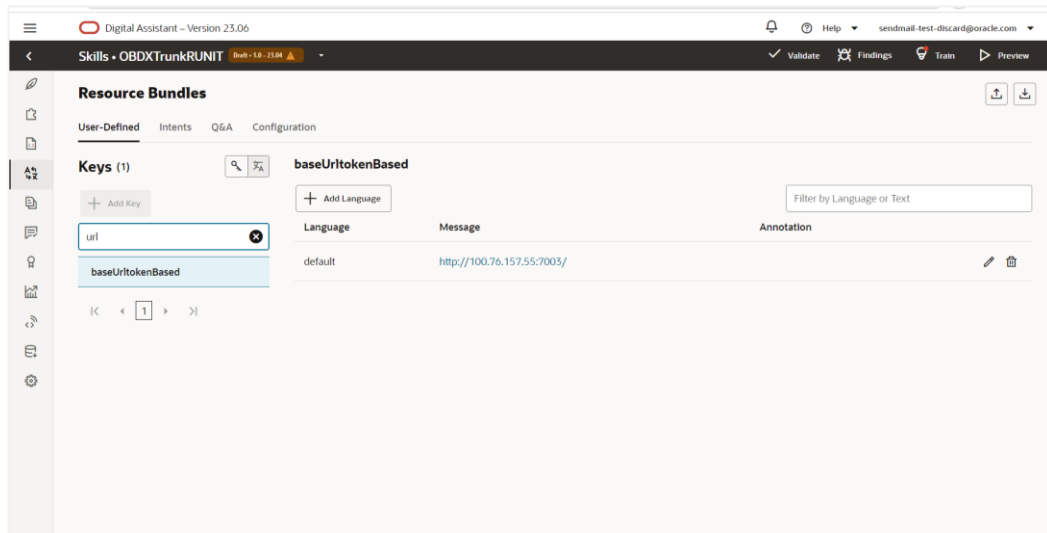 Digital Assistant – Version 23.06
Help
sendmail-test-discard@oracle.com
Skills • OBDXTrunkRUNIT
Draft • 1.0 - 23.04
Validate
Findings
Train
Preview
Resource Bundles
User-Defined
Intents
Q&A
Configuration
Keys (1)
baseUrltokenBased
Add Key
Add Language
Filter by Language or Text
url
Language
Message
Annotation
baseUrltokenBased
default
http://100.76.157.55:7003/
1